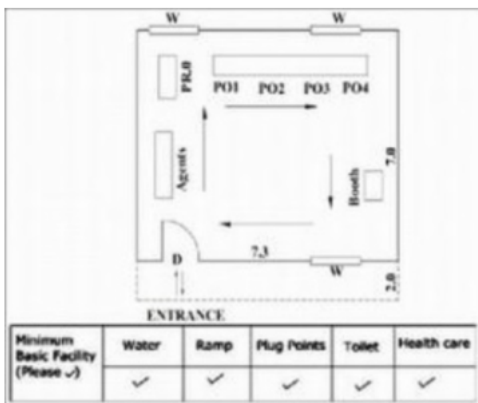 W W
PR.0
PO1 PO2 PO3 PO4
Agents
Booth
7.0
7.3
D
W
2.0
ENTRANCE
Minimum Basic Facility (Please ✓) Water Ramp Plug Points Toilet Health care
✓ ✓ ✓ ✓ ✓